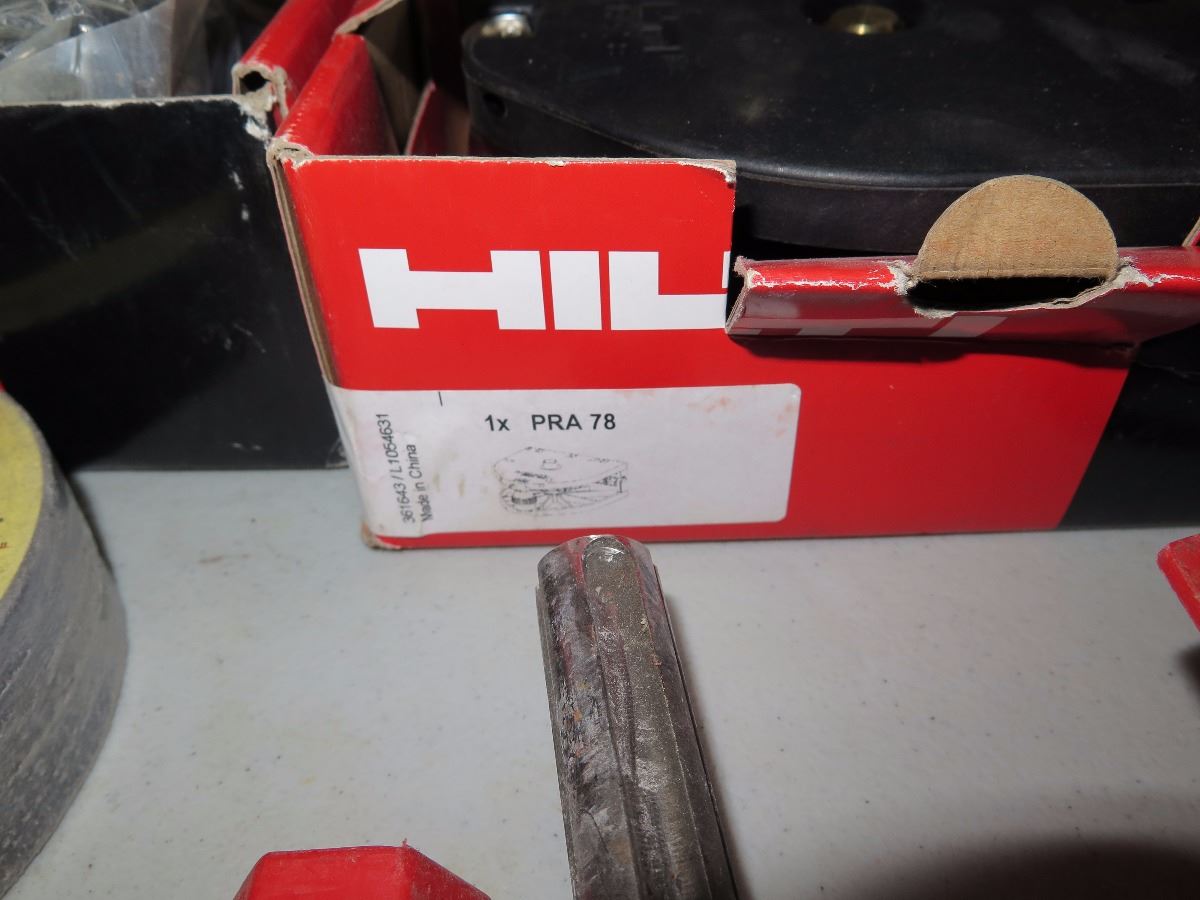 HIL
1x PRA 78
361643 / L1054631
Made in China